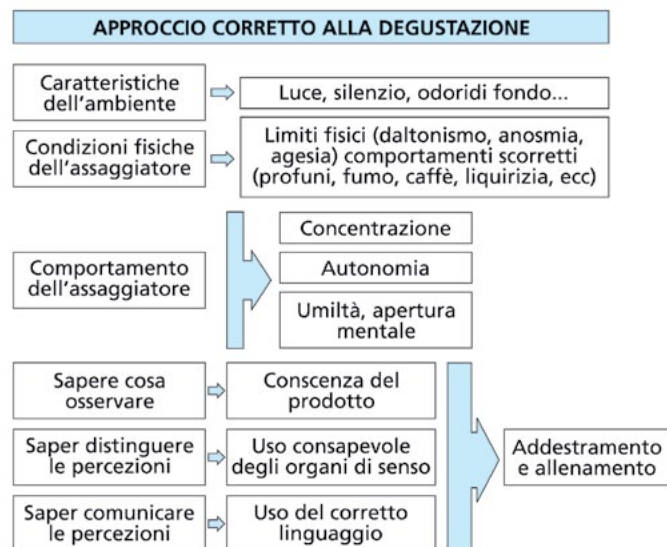 APPROCCIO CORRETTO ALLA DEGUSTAZIONE
Caratteristiche
dell'ambiente
Luce, silenzio, odoridi fondo...
Condizioni fisiche
dell'assaggiatore
Limiti fisici (daltonismo, anosmia,
agesia) comportamenti scorretti
(profuni, fumo, caffè, liquirizia, ecc)
Comportamento
dell'assaggiatore
Concentrazione
Autonomia
Umiltà, apertura
mentale
Sapere cosa
osservare
Conscenza del
prodotto
Saper distinguere
le percezioni
Uso consapevole
degli organi di senso
Saper comunicare
le percezioni
Uso del corretto
linguaggio
Addestramento
e allenamento